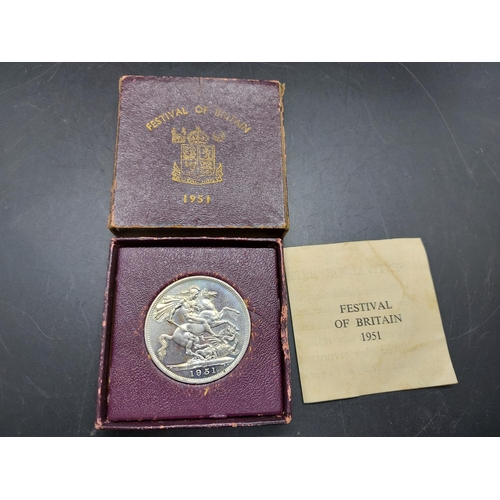 FESTIVAL OF BRITAIN
1951
1951
FESTIVAL
OF BRITAIN
1951